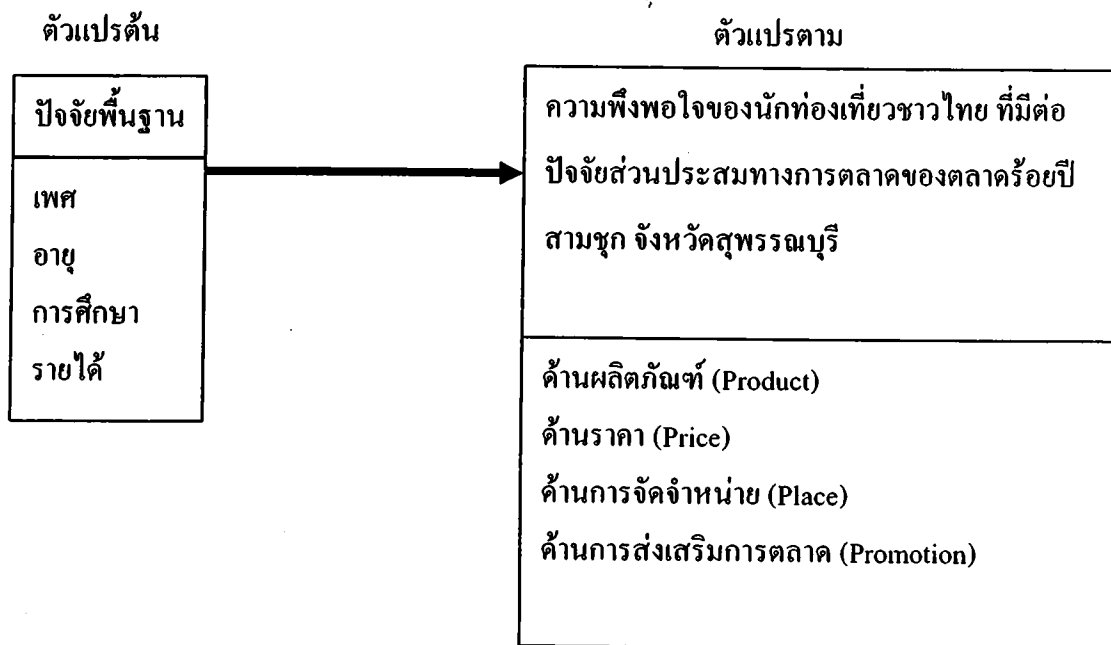 ตัวแปรต้น
ปัจจัยพื้นฐาน
เพศ
อายุ
การศึกษา
รายได้
ตัวแปรตาม
ความพึงพอใจของนักท่องเที่ยวชาวไทย ที่มีต่อ
ปัจจัยส่วนประสมทางการตลาดของตลาดร้อยปี
สามชุก จังหวัดสุพรรณบุรี
ด้านผลิตภัณฑ์ (Product)
ด้านราคา (Price)
ด้านการจัดจำหน่าย (Place)
ด้านการส่งเสริมการตลาด (Promotion)